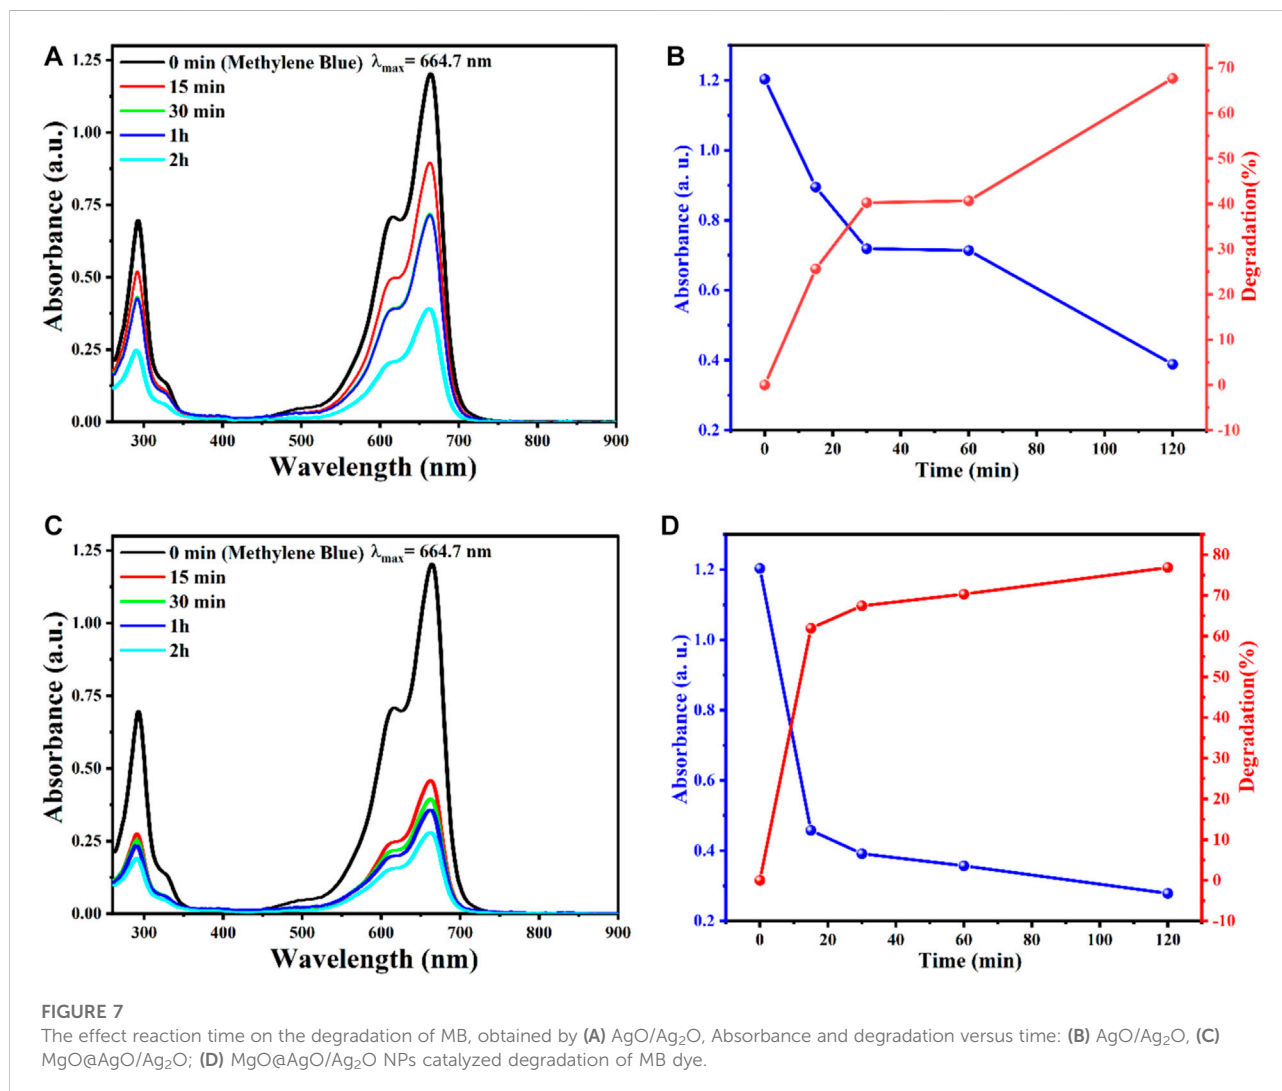 A
0 min (Methylene Blue) λmax= 664.7 nm
15 min
30 min
1h
2h
1.25
1.00
0.75
0.50
0.25
0.00
Absorbance (a.u.)
300 400 500 600 700 800 900
Wavelength (nm)
B
1.2
1.0
0.8
0.6
0.4
0.2
Absorbance (a. u.)
70
60
50
40
30
20
10
0
-10
Degradation(%)
0 20 40 60 80 100 120
Time (min)
C
0 min (Methylene Blue) λmax= 664.7 nm
15 min
30 min
1h
2h
1.25
1.00
0.75
0.50
0.25
0.00
Absorbance (a.u.)
300 400 500 600 700 800 900
Wavelength (nm)
D
1.2
1.0
0.8
0.6
0.4
0.2
Absorbance (a. u.)
80
70
60
50
40
30
20
10
0
-10
Degradation(%)
0 20 40 60 80 100 120
Time (min)
FIGURE 7
The effect reaction time on the degradation of MB, obtained by (A) AgO/Ag₂O, Absorbance and degradation versus time: (B) AgO/Ag₂O, (C)
MgO@AgO/Ag₂O; (D) MgO@AgO/Ag₂O NPs catalyzed degradation of MB dye.